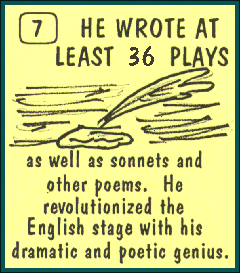 7 HE WROTE AT
LEAST 36 PLAYS
as well as sonnets and
other poems. He
revolutionized the
English stage with his
dramatic and poetic genius.